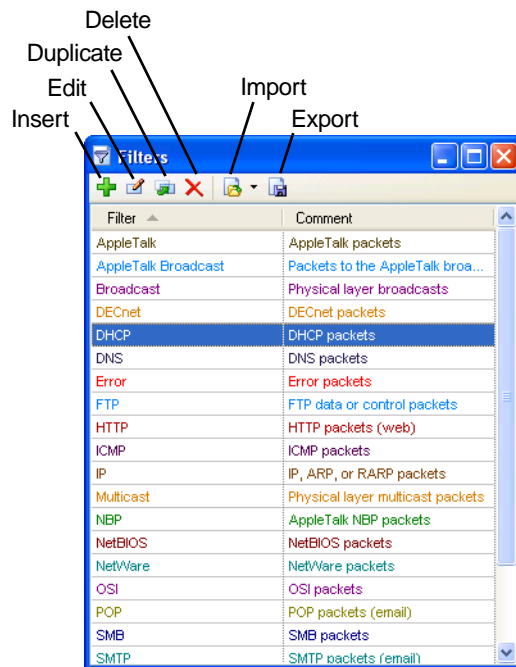 Delete
Duplicate
Edit
Import
Insert
Export
Filters
Filter Comment
AppleTalk AppleTalk packets
AppleTalk Broadcast Packets to the AppleTalk broa...
Broadcast Physical layer broadcasts
DECnet DECnet packets
DHCP DHCP packets
DNS DNS packets
Error Error packets
FTP FTP data or control packets
HTTP HTTP packets (web)
ICMP ICMP packets
IP IP, ARP, or RARP packets
Multicast Physical layer multicast packets
NBP AppleTalk NBP packets
NetBIOS NetBIOS packets
NetWare NetWare packets
OSI OSI packets
POP POP packets (email)
SMB SMB packets
SMTP SMTP packets (email)